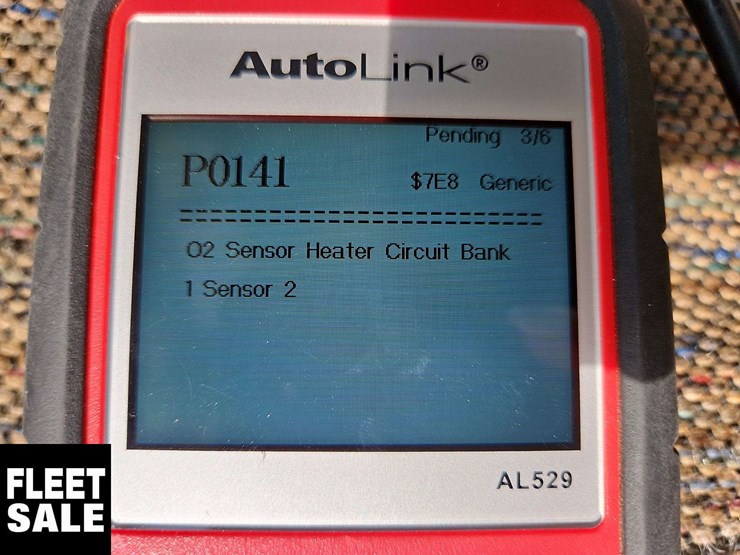 AutoLink®
Pending 3/6
P0141 $7E8 Generic
==========================
O2 Sensor Heater Circuit Bank
1 Sensor 2
AL529
FLEET
SALE